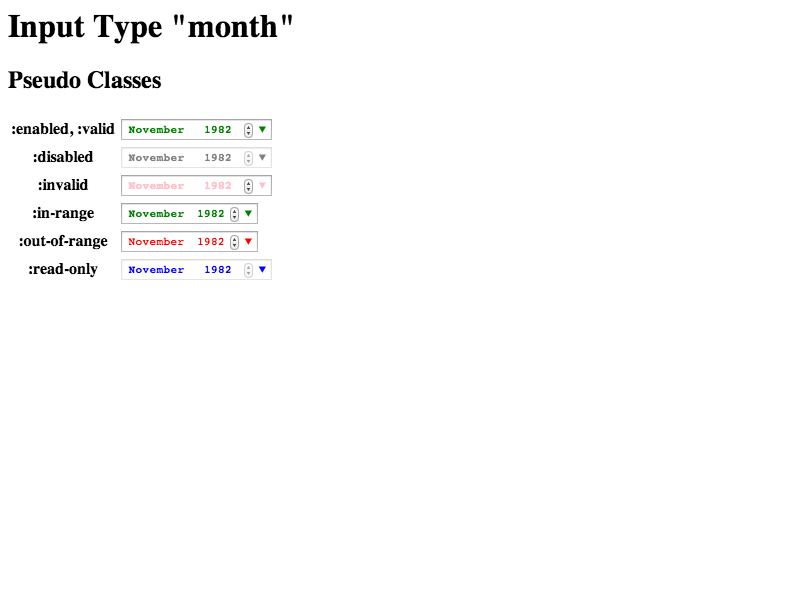 Input Type "month"
Pseudo Classes
:enabled, :valid November 1982
:disabled November 1982
:invalid November 1982
:in-range November 1982
:out-of-range November 1982
:read-only November 1982